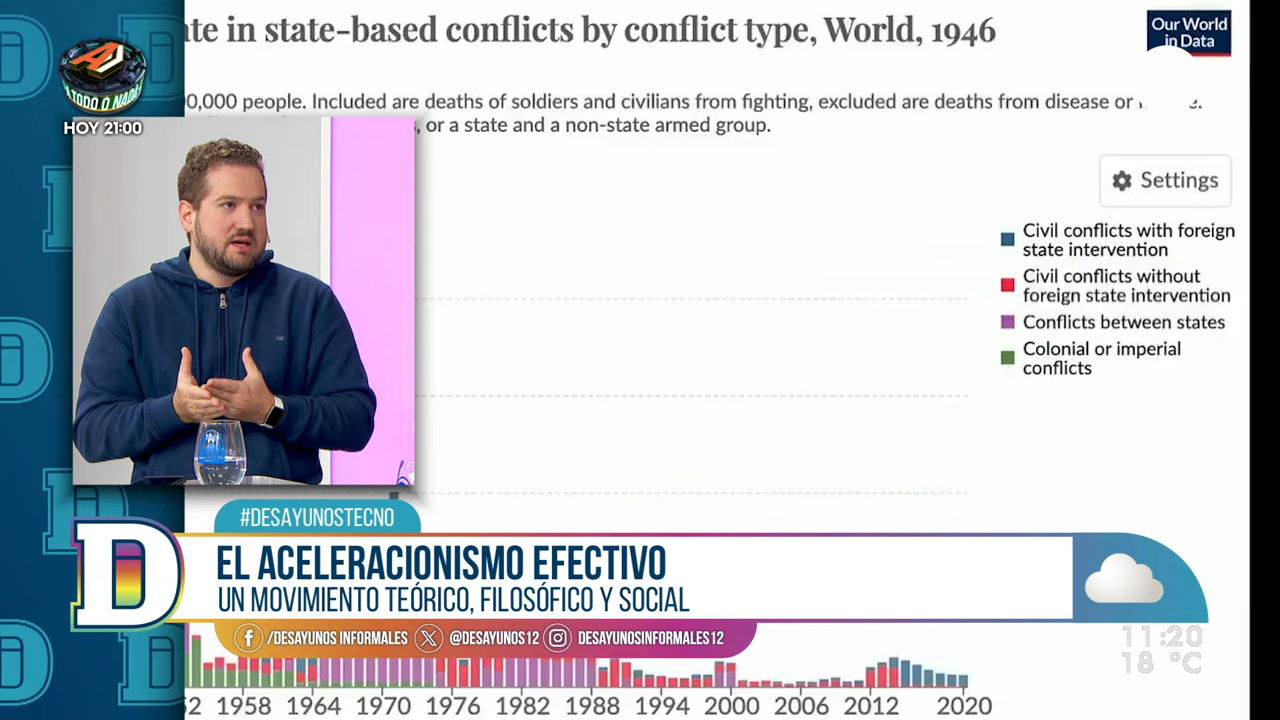 te in state-based conflicts by conflict type, World, 1946
Our World
in Data
A TODO O NADA
HOY 21:00
0,000 people. Included are deaths of soldiers and civilians from fighting, excluded are deaths from disease or
, or a state and a non-state armed group.
Settings
Civil conflicts with foreign
state intervention
Civil conflicts without
foreign state intervention
Conflicts between states
Colonial or imperial
conflicts
#DESAYUNOSTECNO
D
EL ACELERACIONISMO EFECTIVO
UN MOVIMIENTO TEÓRICO, FILOSÓFICO Y SOCIAL
/DESAYUNOS INFORMALES @DESAYUNOS12 DESAYUNOSINFORMALES12
11:20
18 °C
2 1958 1964 1970 1976 1982 1988 1994 2000 2006 2012 2020